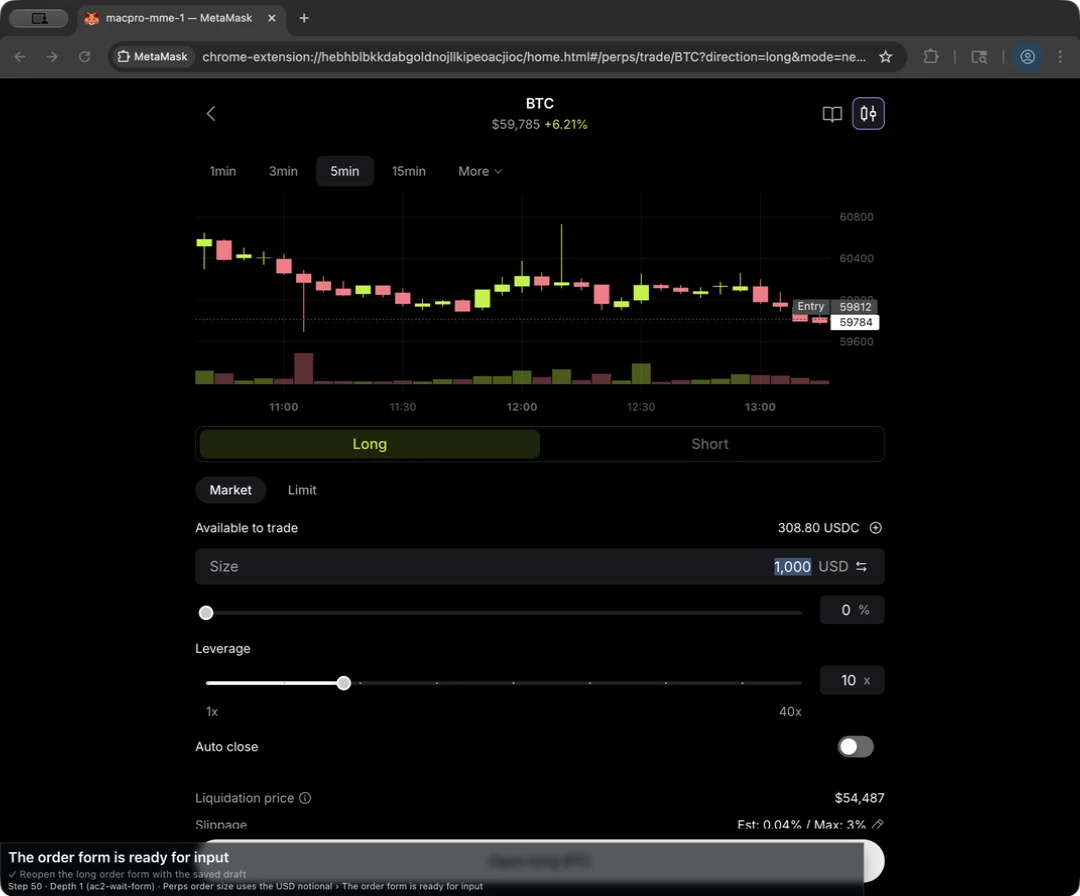 macpro-mme-1 — MetaMask
MetaMask
chrome-extension://hebhblbkkdabgoldnojllkipeoacjioc/home.html#/perps/trade/BTC?direction=long&mode=ne...
BTC
$59,785 +6.21%
1min 3min 5min 15min More
60800
60400
Entry 59812
59784
59600
11:00 11:30 12:00 12:30 13:00
Long Short
Market Limit
Available to trade 308.80 USDC
Size 1,000 USD
0 %
Leverage
10 x
1x 40x
Auto close
Liquidation price $54,487
Slippage Est: 0.04% / Max: 3%
The order form is ready for input
✓ Reopen the long order form with the saved draft
Step 50 · Depth 1 (ac2-wait-form) · Perps order size uses the USD notional › The order form is ready for input